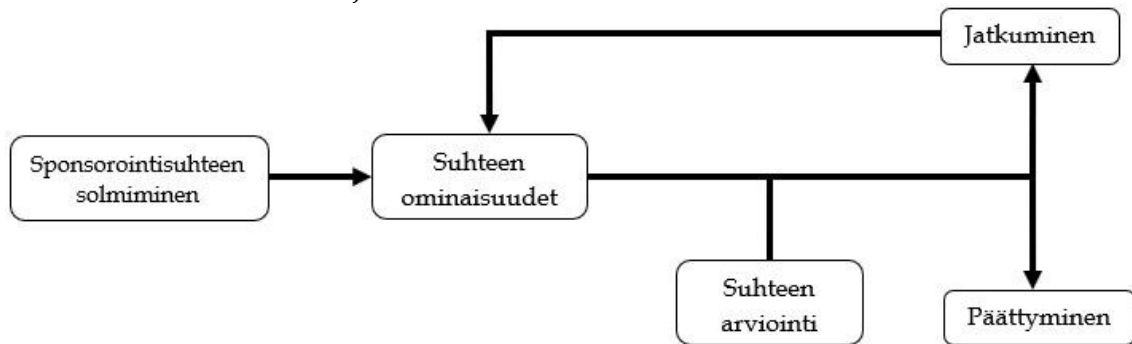 Jatkuminen
Sponsorointisuhteen
solmiminen
Suhteen
ominaisuudet
Suhteen
arviointi
Päättyminen